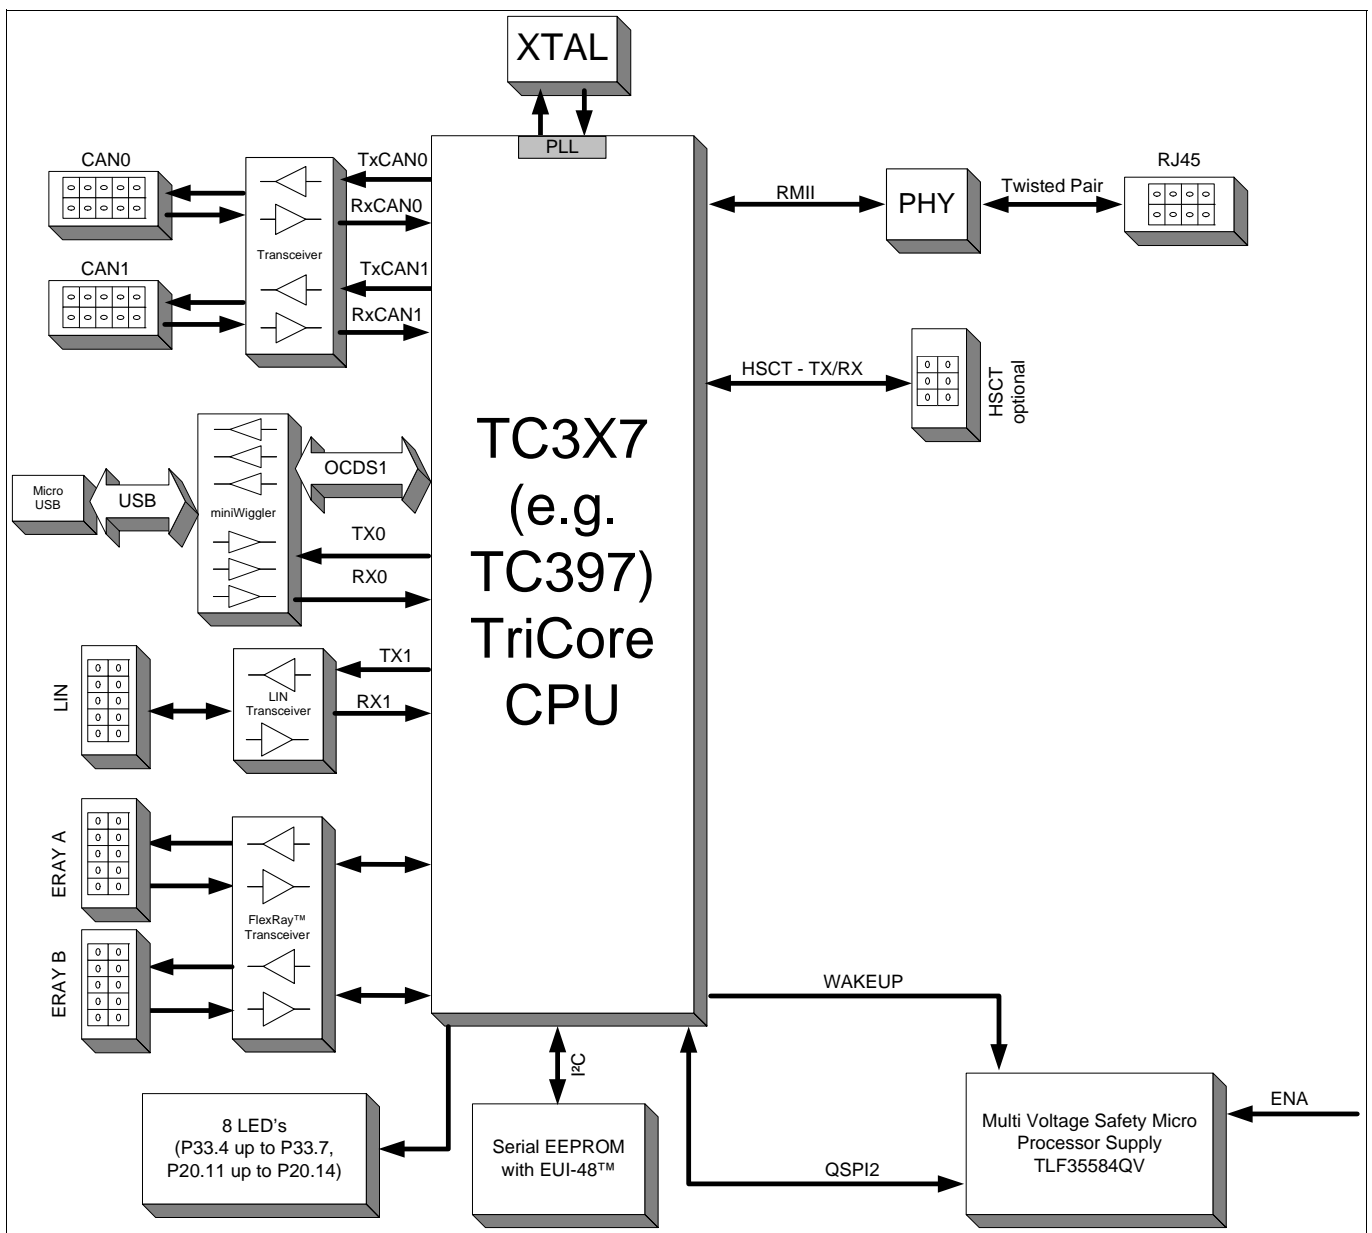 XTAL
PLL
CAN0
TxCAN0
RxCAN0
Transceiver
CAN1
TxCAN1
RxCAN1
RMII
PHY
Twisted Pair
RJ45
HSCT - TX/RX
HSCT
optional
TC3X7
(e.g.
TC397)
TriCore
CPU
Micro
USB
USB
miniWiggler
OCDS1
TX0
RX0
LIN
LIN
Transceiver
TX1
RX1
ERAY A
ERAY B
FlexRay™
Transceiver
WAKEUP
I²C
8 LED's
(P33.4 up to P33.7,
P20.11 up to P20.14)
Serial EEPROM
with EUI-48™
QSPI2
Multi Voltage Safety Micro
Processor Supply
TLF35584QV
ENA